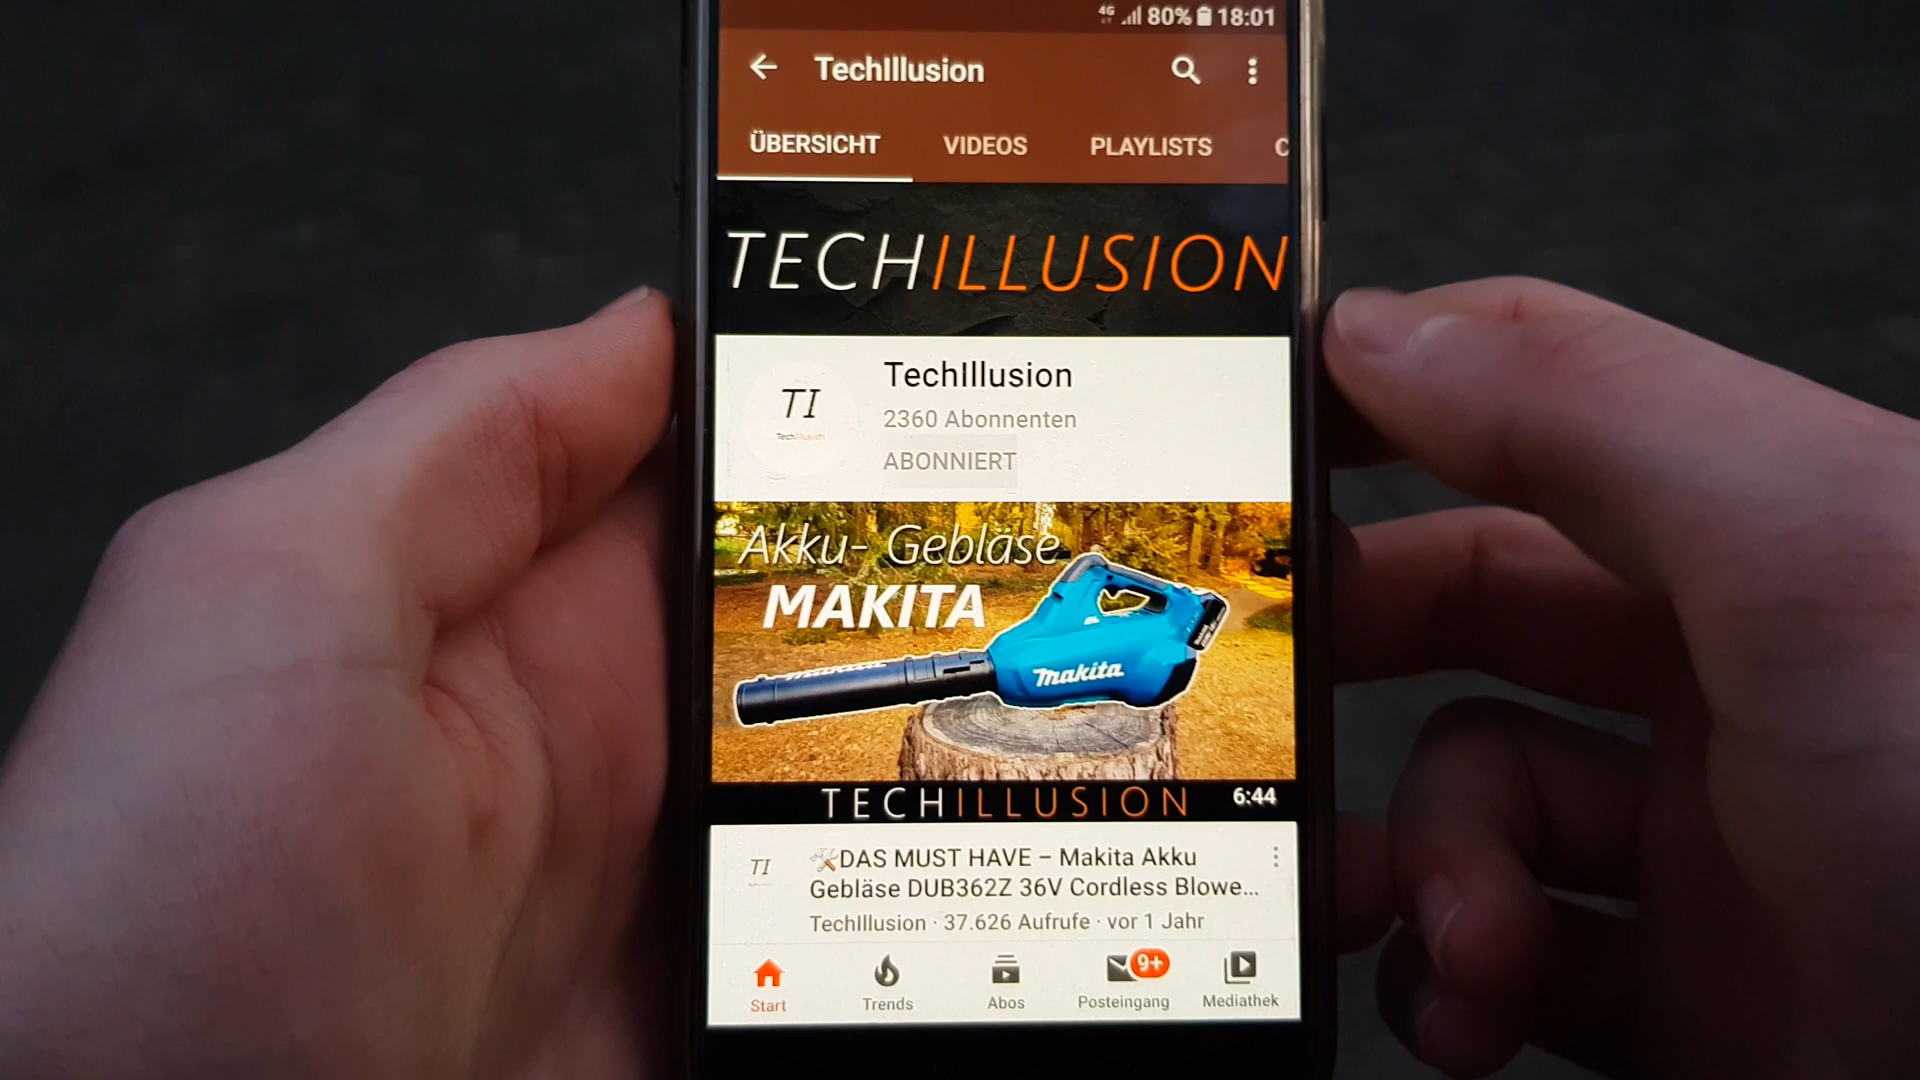 4G 80% 18:01
TechIllusion
ÜBERSICHT VIDEOS PLAYLISTS C
TECHILLUSION
TI
TechIllusion
TechIllusion
2360 Abonnenten
ABONNIERT
Akku- Gebläse
MAKITA
makita
TECHILLUSION 6:44
TI
🛠DAS MUST HAVE – Makita Akku
Gebläse DUB362Z 36V Cordless Blowe...
TechIllusion · 37.626 Aufrufe · vor 1 Jahr
9+
Start Trends Abos Posteingang Mediathek